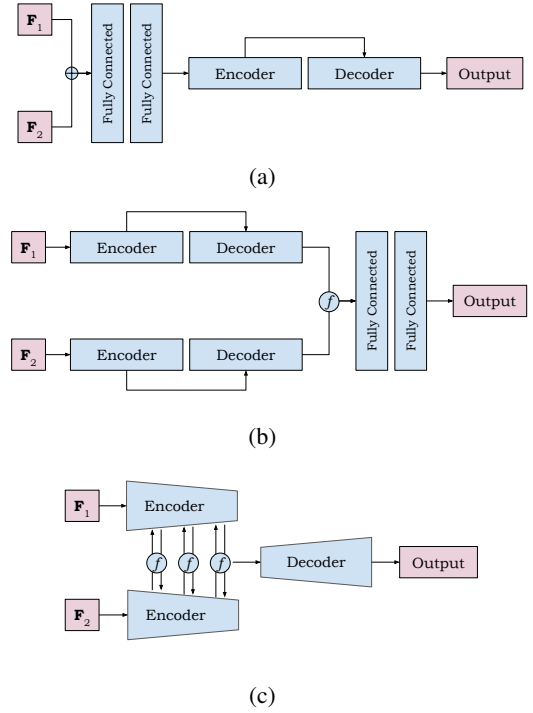 F1
F2
Fully Connected
Fully Connected
Encoder
Decoder
Output
(a)
F1
Encoder
Decoder
f
Fully Connected
Fully Connected
Output
F2
Encoder
Decoder
(b)
F1
Encoder
f f f
Decoder
Output
F2
Encoder
(c)